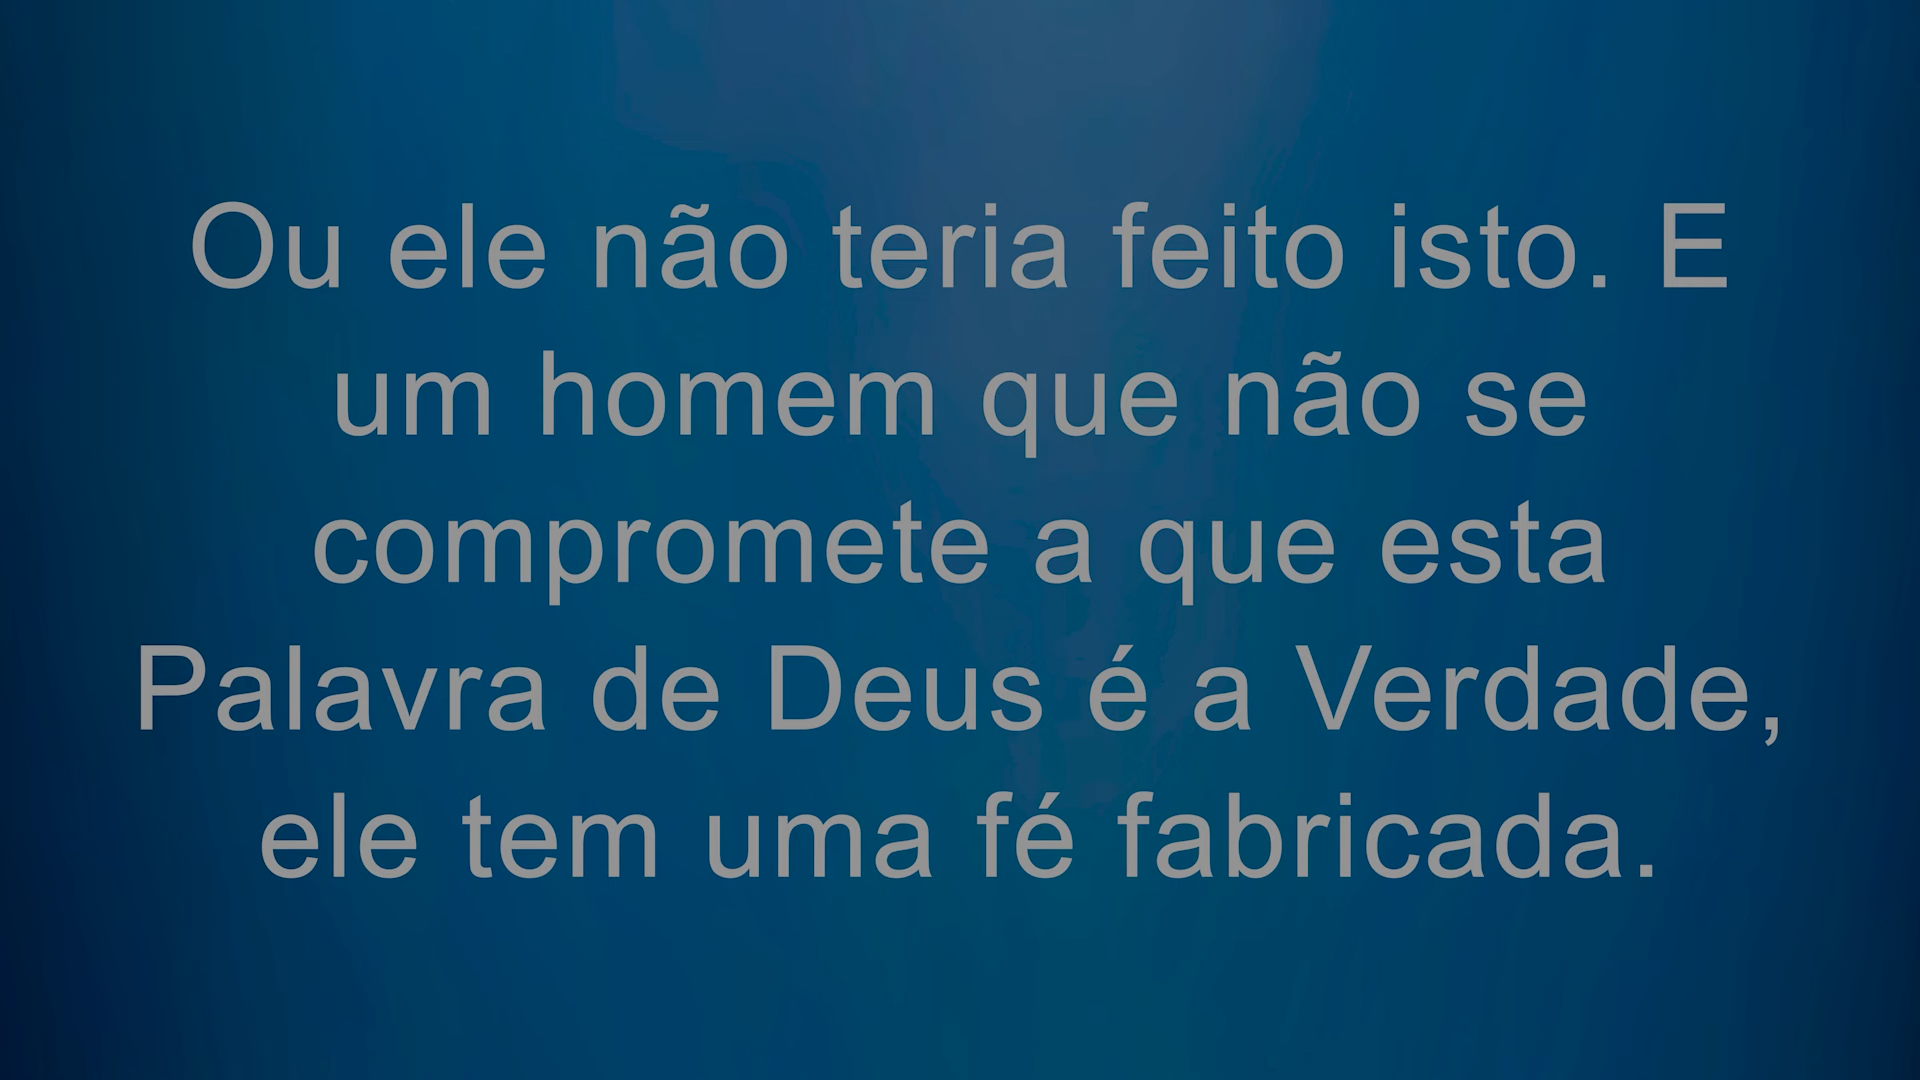 Ou ele não teria feito isto. E
um homem que não se
compromete a que esta
Palavra de Deus é a Verdade,
ele tem uma fé fabricada.